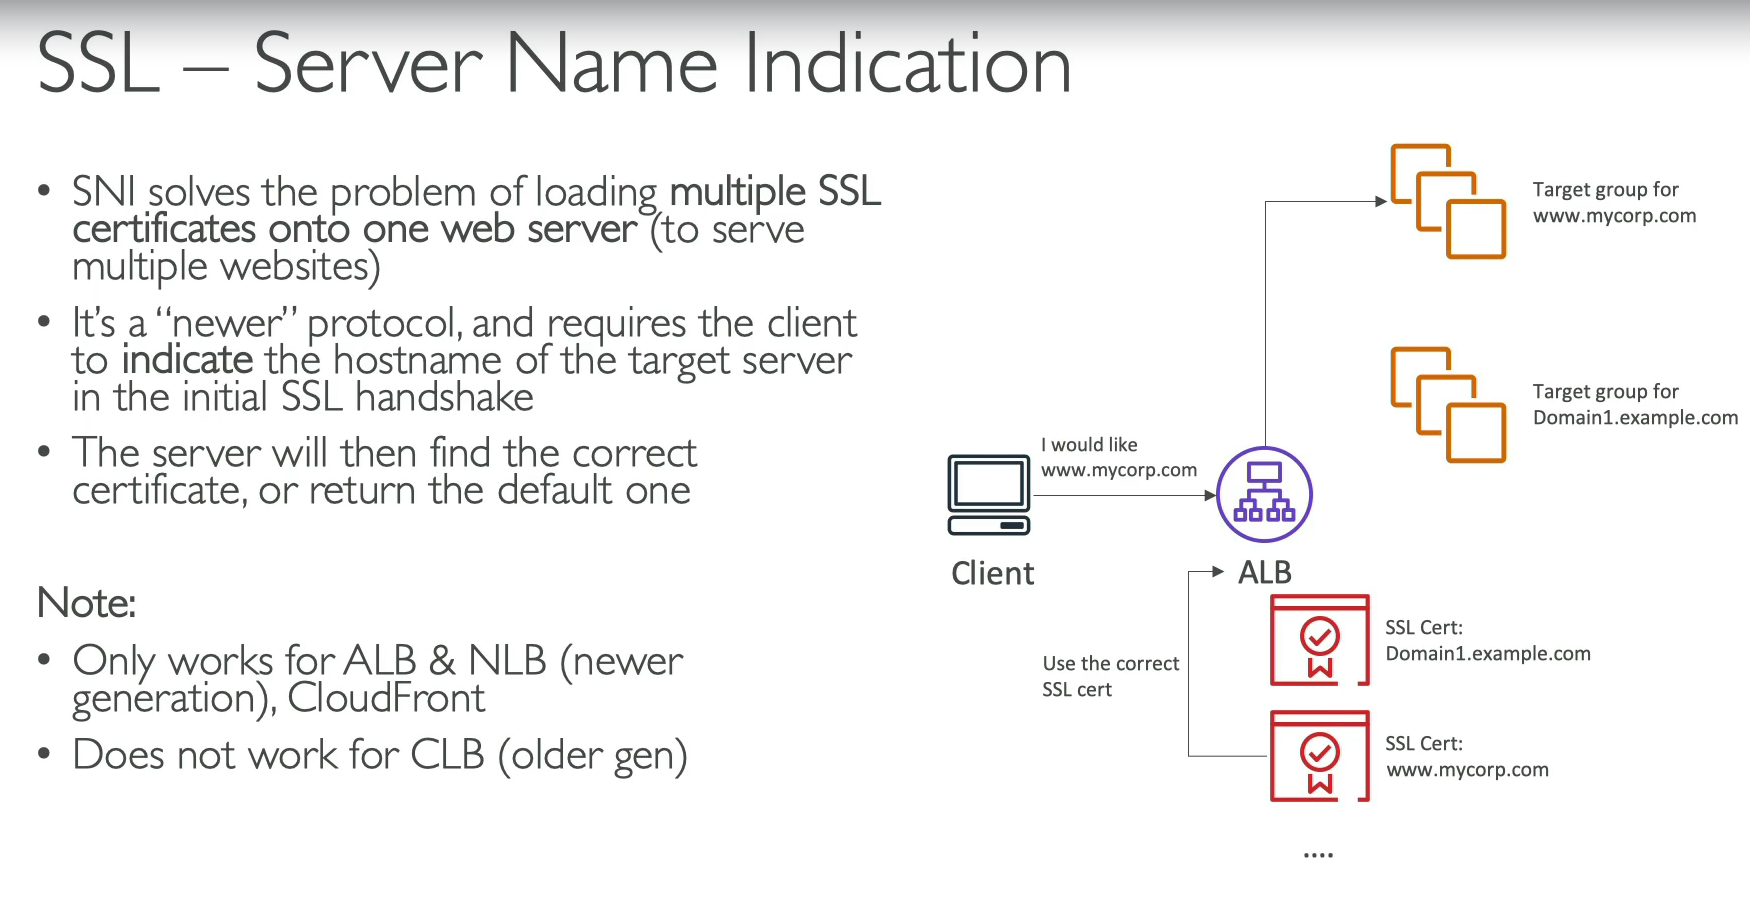 SSL – Server Name Indication
• SNI solves the problem of loading multiple SSL
certificates onto one web server (to serve
multiple websites)
• It’s a “newer” protocol, and requires the client
to indicate the hostname of the target server
in the initial SSL handshake
• The server will then find the correct
certificate, or return the default one
Note:
• Only works for ALB & NLB (newer
generation), CloudFront
• Does not work for CLB (older gen)
Target group for
www.mycorp.com
Target group for
Domain1.example.com
I would like
www.mycorp.com
Client
ALB
Use the correct
SSL cert
SSL Cert:
Domain1.example.com
SSL Cert:
www.mycorp.com
....